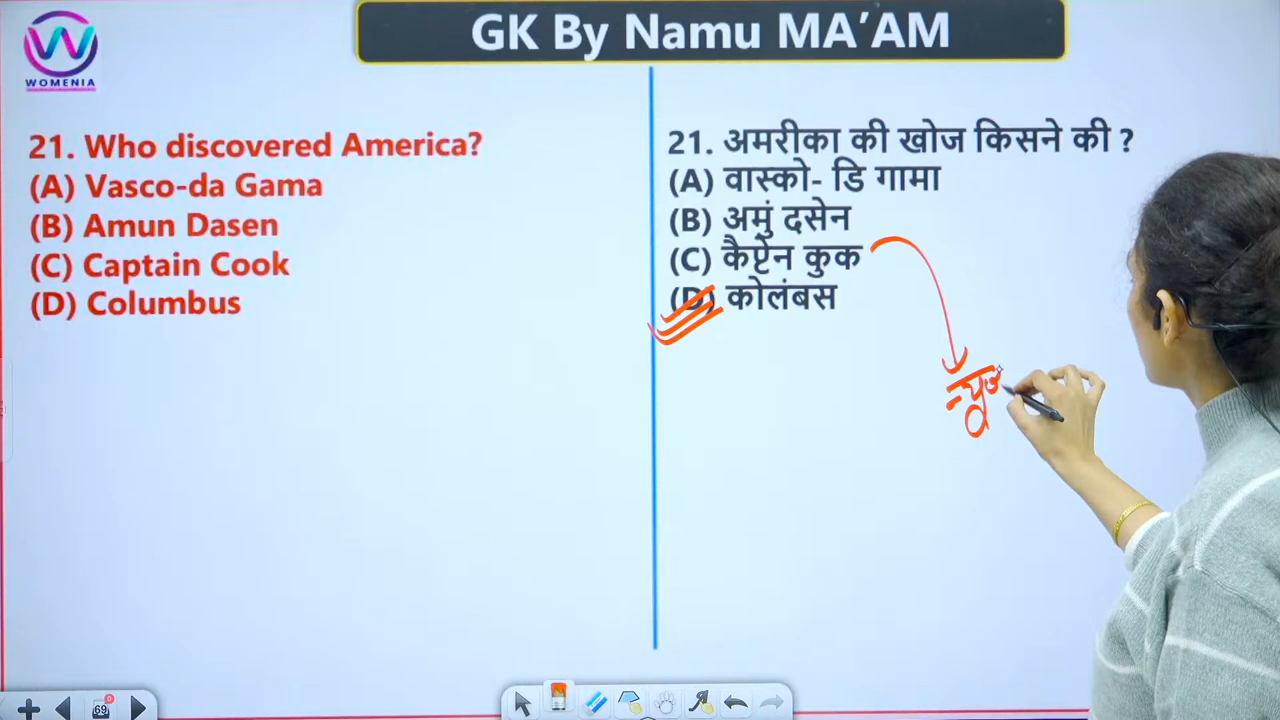 WOMENIA
GK By Namu MA’AM
21. Who discovered America?
(A) Vasco-da Gama
(B) Amun Dasen
(C) Captain Cook
(D) Columbus
21. अमरीका की खोज किसने की ?
(A) वास्को- डि गामा
(B) अमुं दसेन
(C) कैप्टेन कुक
(D) कोलंबस
न्यूज
69
0